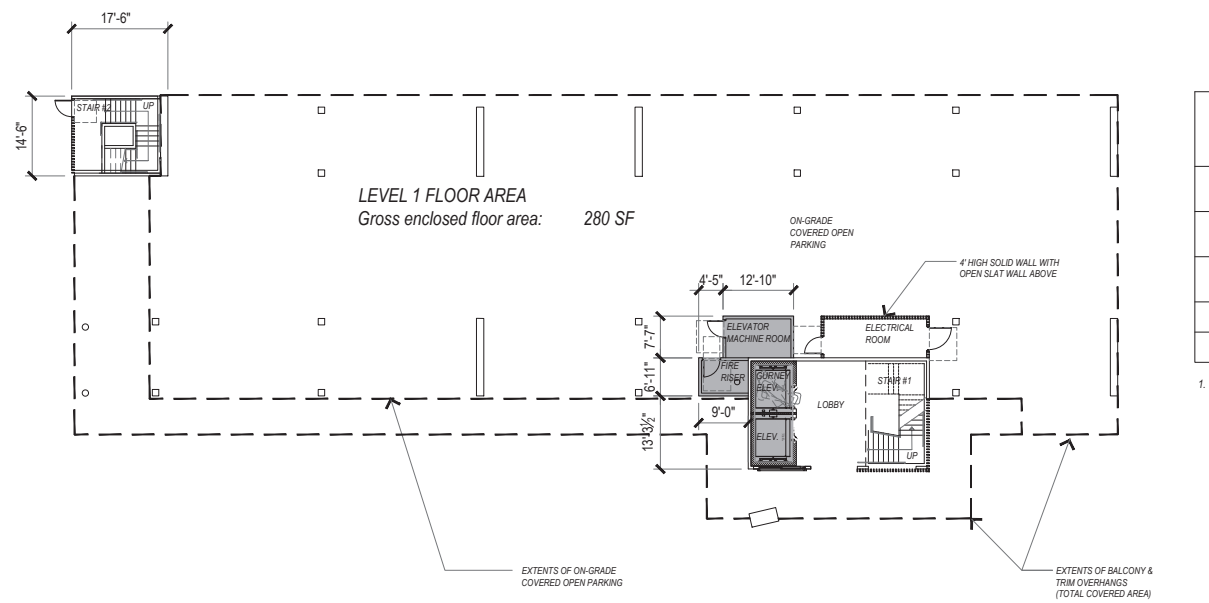 17'-6"
14'-6"
STAIR #2
UP
LEVEL 1 FLOOR AREA
Gross enclosed floor area: 280 SF
ON-GRADE
COVERED OPEN
PARKING
4' HIGH SOLID WALL WITH
OPEN SLAT WALL ABOVE
4'-5"
12'-10"
7'-7"
6'-11"
13'-3½"
9'-0"
ELEVATOR
MACHINE ROOM
ELECTRICAL
ROOM
FIRE
RISER
GURNEY
ELEV.
LOBBY
STAIR #1
ELEV.
UP
1.
EXTENTS OF ON-GRADE
COVERED OPEN PARKING
EXTENTS OF BALCONY &
TRIM OVERHANGS
(TOTAL COVERED AREA)